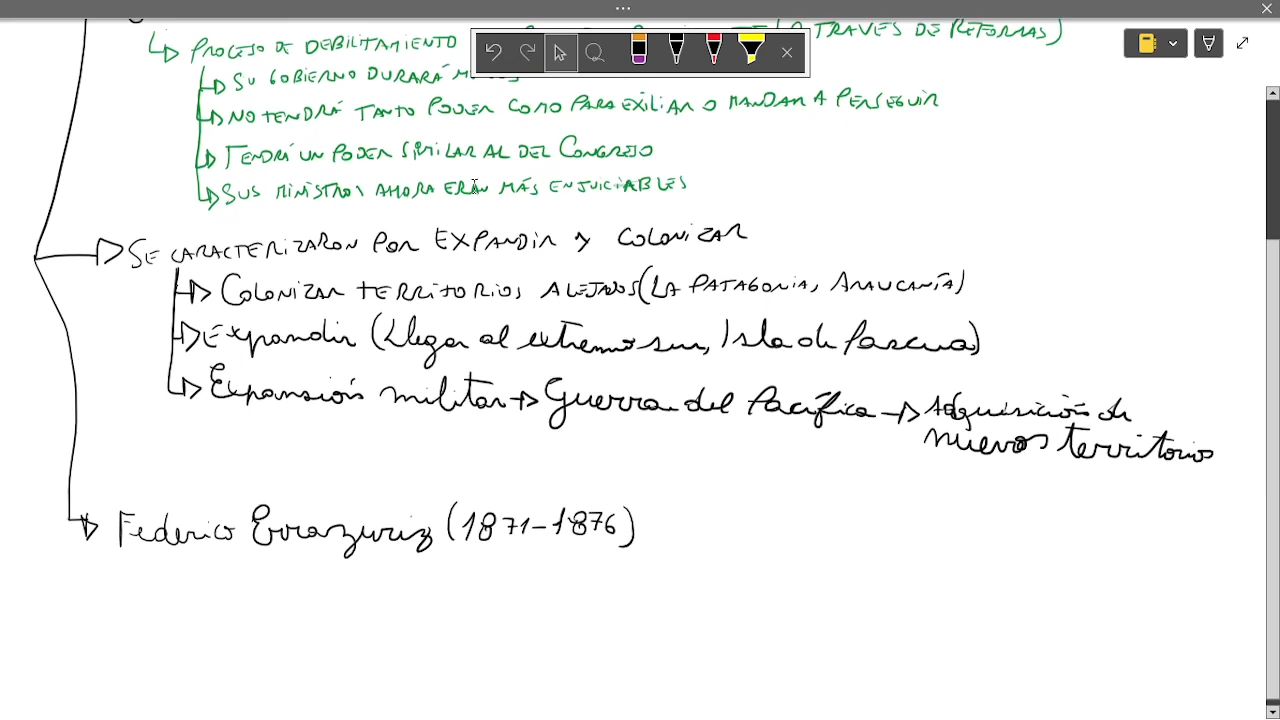 (A TRAVÉS DE REFORMAS)
PROCESO DE DEBILITAMIENTO
SU GOBIERNO DURARÁ
NO TENDRÁ TANTO PODER COMO PARA EXILIAR O MANDAR A PERSEGUIR
TENDRÁ UN PODER SIMILAR AL DEL CONGRESO
SUS MINISTROS AHORA ERAN MÁS ENJUICIABLES
SE CARACTERIZARON POR EXPANDIR Y COLONIZAR
COLONIZAR TERRITORIOS ALEJADOS (LA PATAGONIA, ARAUCANÍA)
Expandir (Llegar al extremo sur, Isla de Pascua)
Expansión militar → Guerra del Pacífica → Adquisición de
nuevos territorios
Federico Errazuriz (1871-1876)